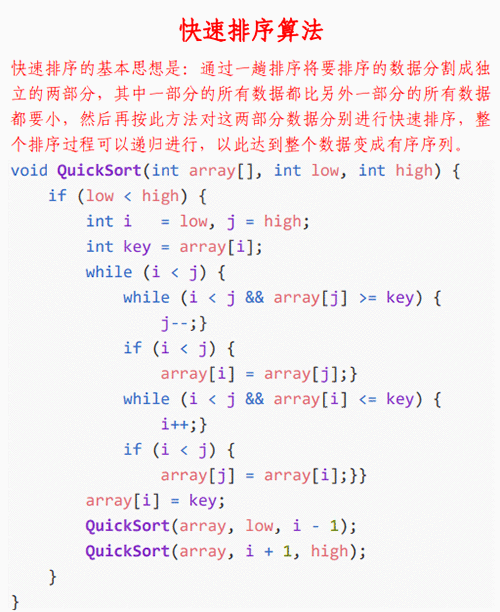 快速排序算法
快速排序的基本思想是：通过一趟排序将要排序的数据分割成独
立的两部分，其中一部分的所有数据都比另外一部分的所有数据
都要小，然后再按此方法对这两部分数据分别进行快速排序，整
个排序过程可以递归进行，以此达到整个数据变成有序序列。
void QuickSort(int array[], int low, int high) {
    if (low < high) {
        int i   = low, j = high;
        int key = array[i];
        while (i < j) {
            while (i < j && array[j] >= key) {
                j--;}
            if (i < j) {
                array[i] = array[j];}
            while (i < j && array[i] <= key) {
                i++;}
            if (i < j) {
                array[j] = array[i];}}
        array[i] = key;
        QuickSort(array, low, i - 1);
        QuickSort(array, i + 1, high);
    }
}